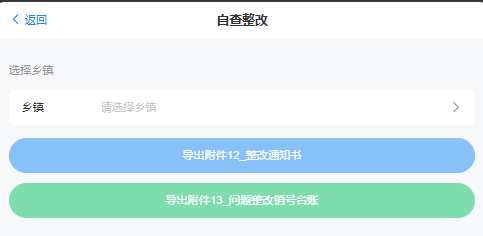 返回
自查整改
选择乡镇
乡镇 请选择乡镇
导出附件12_整改通知书
导出附件13_问题整改销号台账